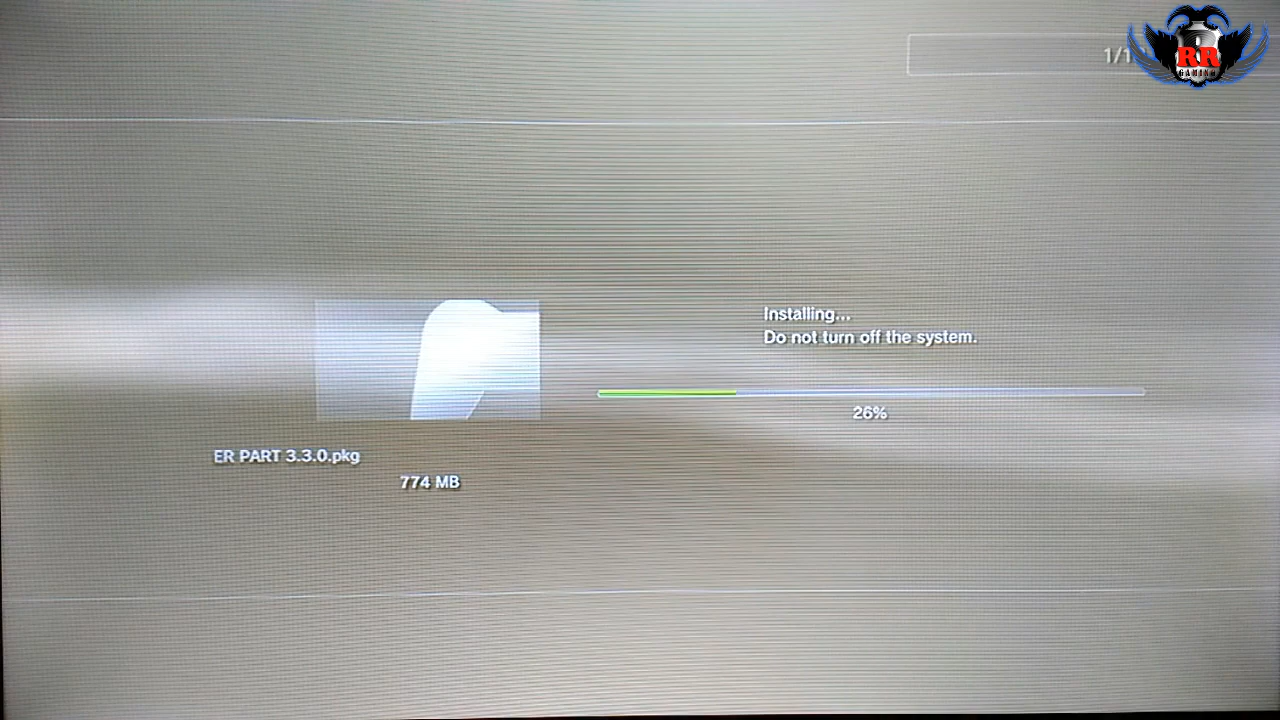 1/1
RR
GAMING
Installing...
Do not turn off the system.
26%
ER PART 3.3.0.pkg
774 MB